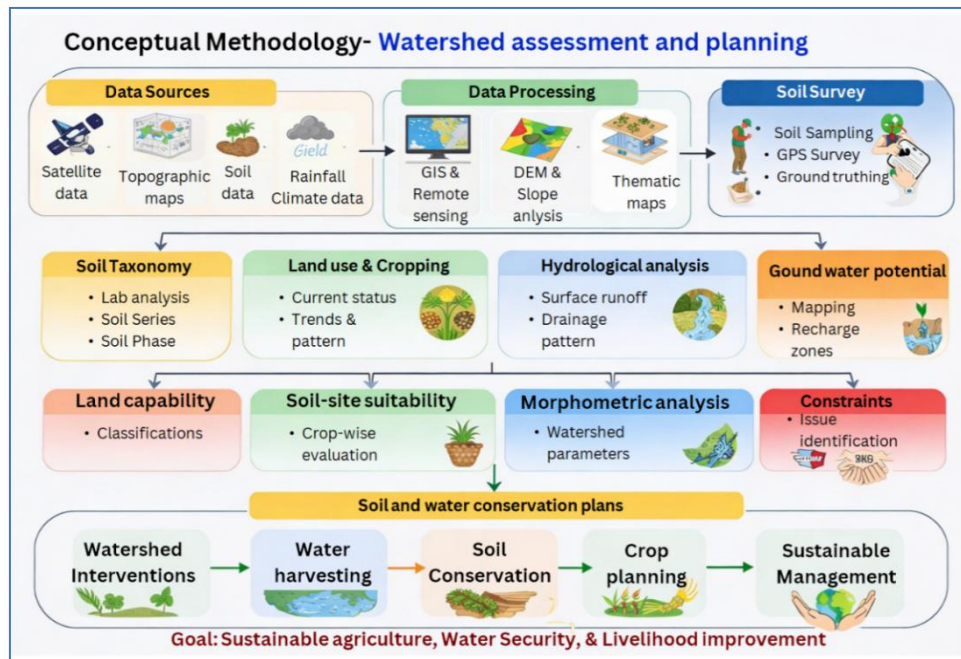 Conceptual Methodology- Watershed assessment and planning
Data Sources
Data Processing
Soil Survey
Satellite
data
Topographic
maps
Soil
data
Gield
Rainfall
Climate data
GIS &
Remote
sensing
DEM &
Slope
anlysis
Thematic
maps
• Soil Sampling
• GPS Survey
• Ground truthing
Soil Taxonomy
• Lab analysis
• Soil Series
• Soil Phase
Land use & Cropping
• Current status
• Trends &
pattern
Hydrological analysis
• Surface runoff
• Drainage
pattern
Gound water potential
• Mapping
• Recharge
zones
Land capability
• Classifications
Soil-site suitability
• Crop-wise
evaluation
Morphometric analysis
• Watershed
parameters
Constraints
• Issue
identification
Soil and water conservation plans
Watershed
Interventions
Water
harvesting
Soil
Conservation
Crop
planning
Sustainable
Management
Goal: Sustainable agriculture, Water Security, & Livelihood improvement